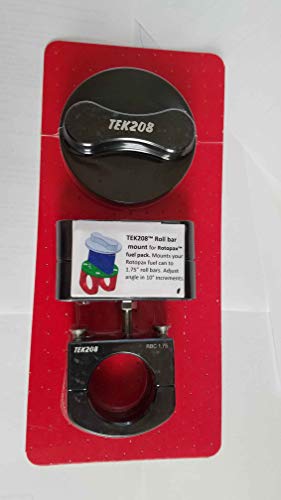 TEK208
TEK208™ Roll bar
mount for Rotopax™
fuel pack. Mounts your
Rotopax fuel can to
1.75" roll bars. Adjust
angle in 10° increments.
TEK208
RBC 1.75